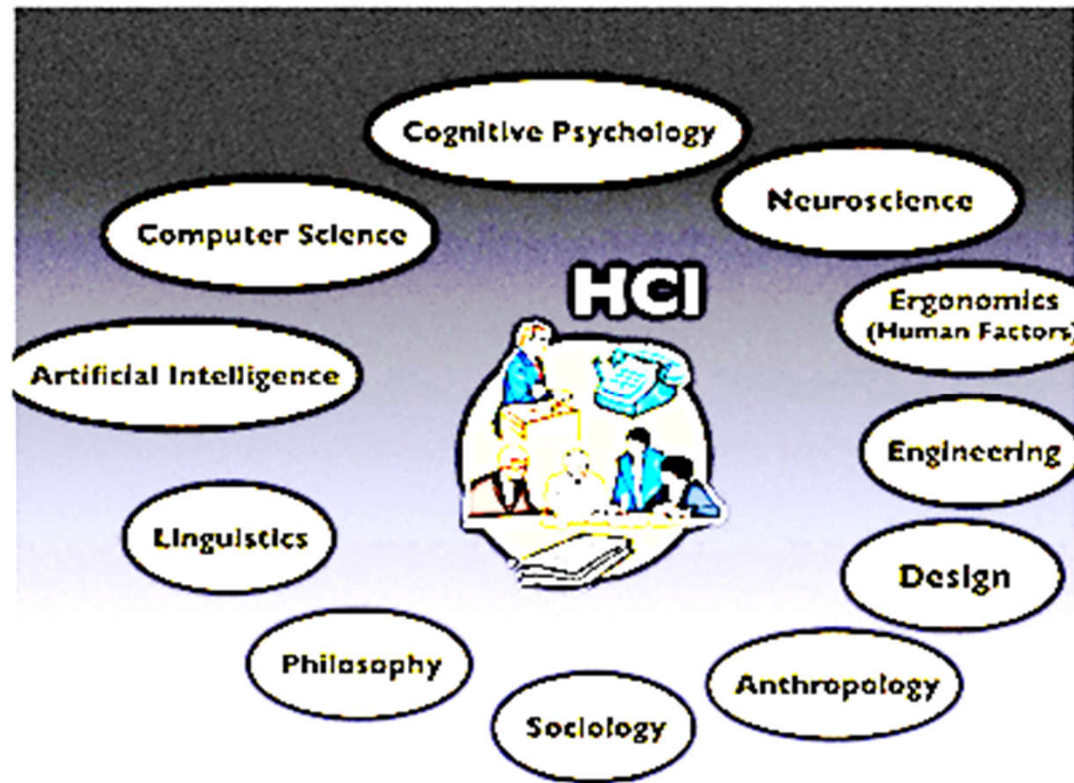 Cognitive Psychology
Neuroscience
Computer Science
HCI
Ergonomics
(Human Factors)
Artificial Intelligence
Engineering
Linguistics
Design
Philosophy
Anthropology
Sociology